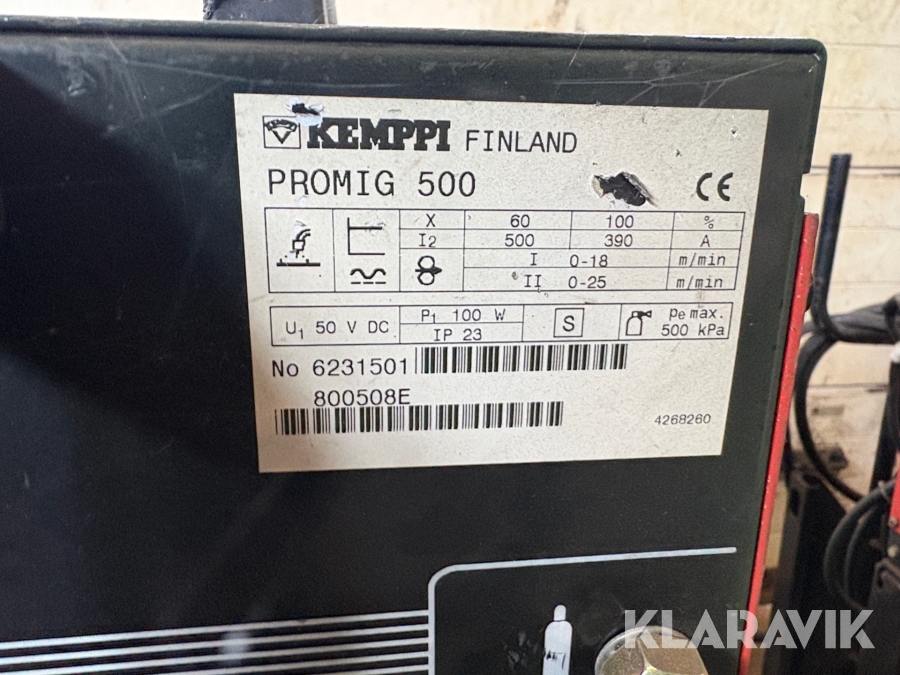 KEMPPI FINLAND
PROMIG 500
CE
X 60 100 %
I2 500 390 A
I 0-18 m/min
II 0-25 m/min
U1 50 V DC
P1 100 W
IP 23
S
pe max.
500 kPa
No 6231501
800508E
4268260
KLARAVIK